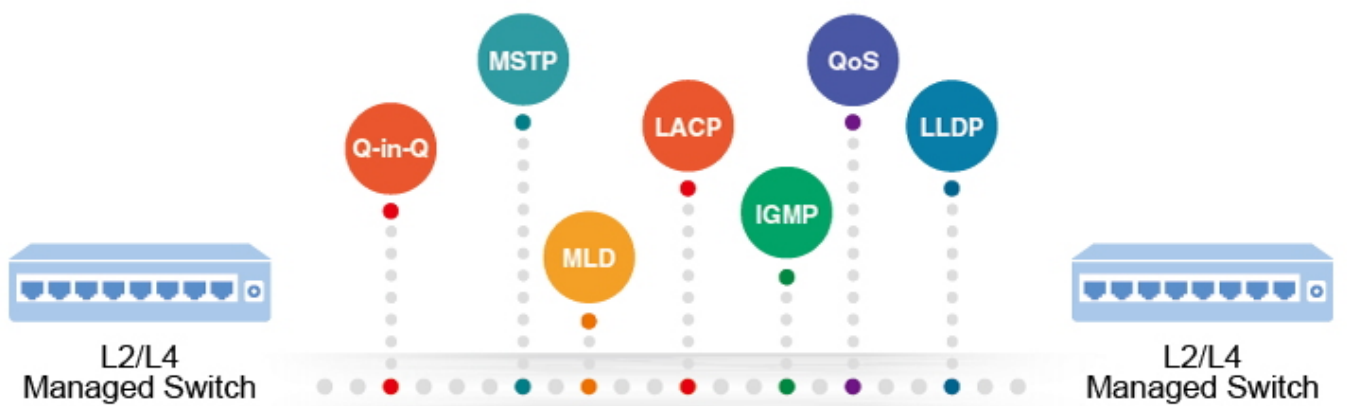 MSTP
QoS
LACP
LLDP
Q-in-Q
IGMP
MLD
L2/L4
Managed Switch
L2/L4
Managed Switch